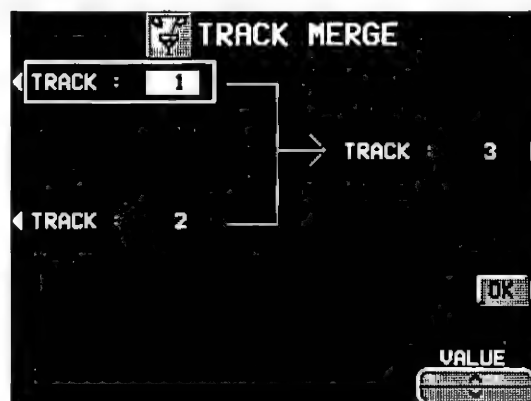 TRACK MERGE
TRACK : 1
TRACK : 3
TRACK : 2
OK
VALUE